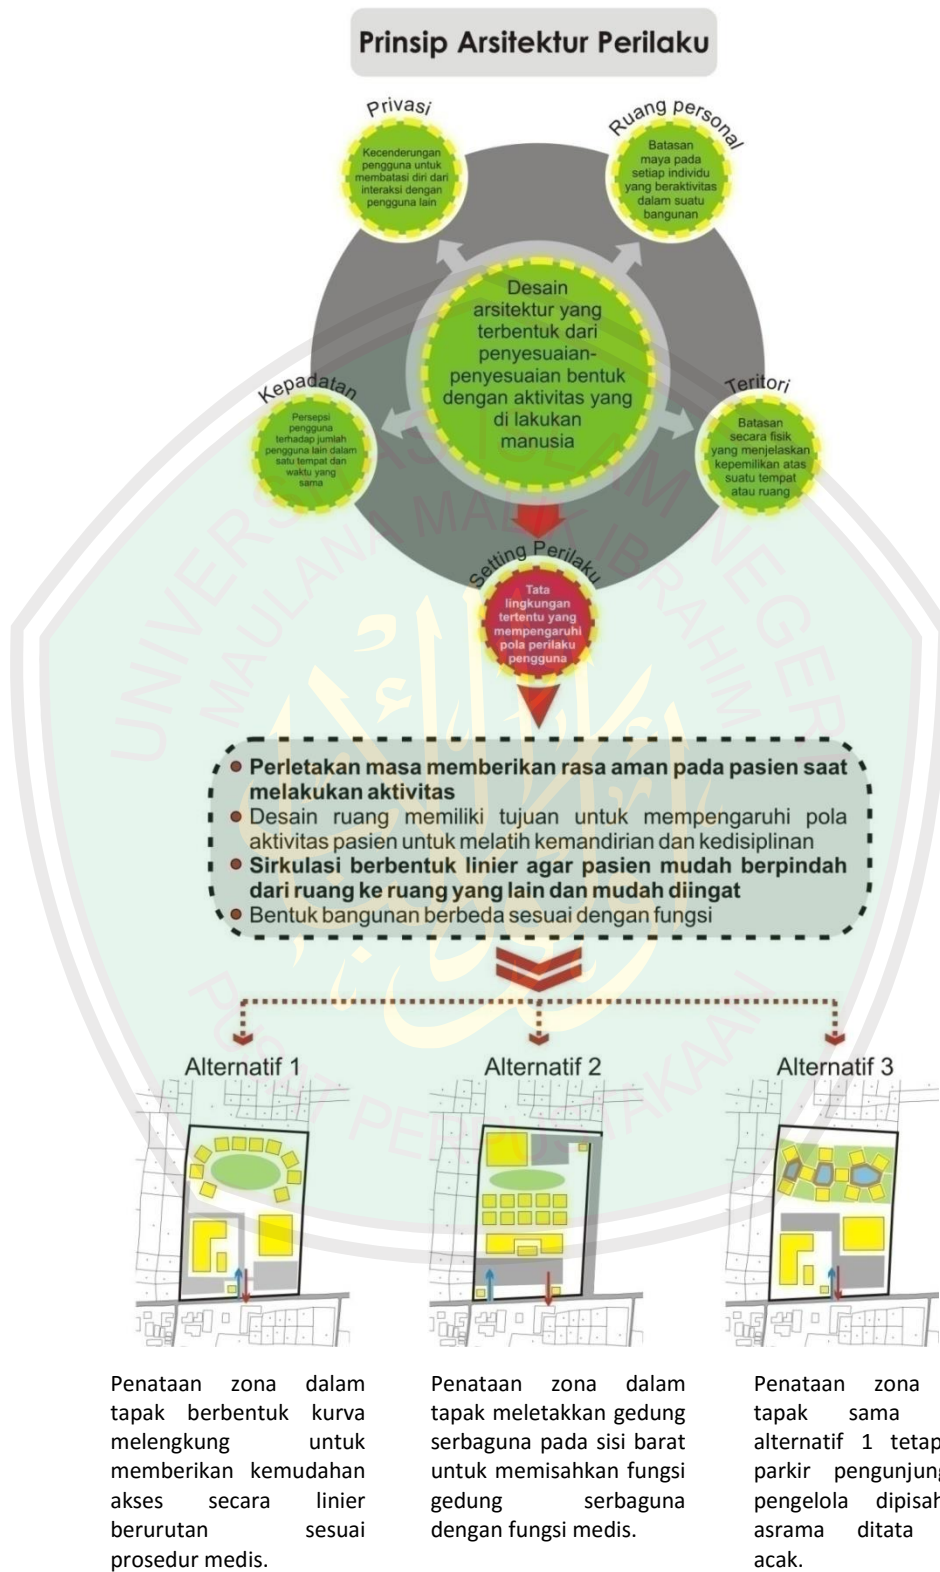 Prinsip Arsitektur Perilaku
Privasi
Kecenderungan
pengguna untuk
membatasi diri dari
interaksi dengan
pengguna lain
Ruang personal
Batasan
maya pada
setiap individu
yang beraktivitas
dalam suatu
bangunan
Desain
arsitektur yang
terbentuk dari
penyesuaian-
penyesuaian bentuk
dengan aktivitas yang
di lakukan
manusia
Kepadatan
Persepsi
pengguna
terhadap jumlah
pengguna lain dalam
satu tempat dan
waktu yang
sama
Teritori
Batasan
secara fisik
yang menjelaskan
kepemilikan atas
suatu tempat
atau ruang
Setting Perilaku
Tata
lingkungan
tertentu yang
mempengaruhi
pola perilaku
pengguna
UNIVERSITAS ISLAM NEGERI
MAULANA MALIK IBRAHIM
PUSAT PERPUSTAKAAN
Perletakan masa memberikan rasa aman pada pasien saat
melakukan aktivitas
Desain ruang memiliki tujuan untuk mempengaruhi pola
aktivitas pasien untuk melatih kemandirian dan kedisiplinan
Sirkulasi berbentuk linier agar pasien mudah berpindah
dari ruang ke ruang yang lain dan mudah diingat
Bentuk bangunan berbeda sesuai dengan fungsi
Alternatif 1
Alternatif 2
Alternatif 3
Penataan zona dalam
tapak berbentuk kurva
melengkung untuk
memberikan kemudahan
akses secara linier
berurutan sesuai
prosedur medis.
Penataan zona dalam
tapak meletakkan gedung
serbaguna pada sisi barat
untuk memisahkan fungsi
gedung serbaguna
dengan fungsi medis.
Penataan zona
tapak sama
alternatif 1 tetap
parkir pengunjung
pengelola dipisah
asrama ditata
acak.